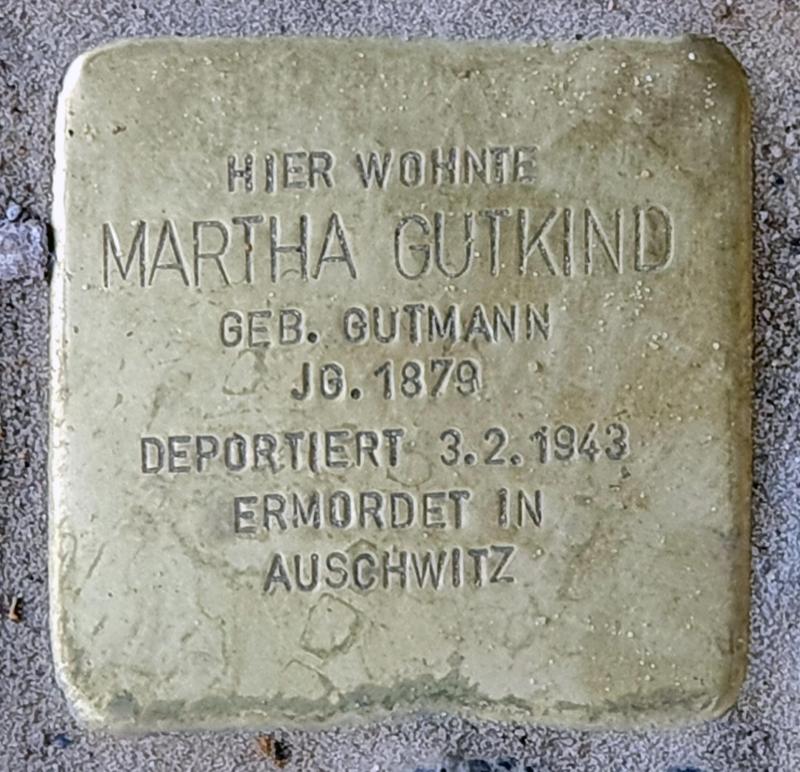 HIER WOHNTE
MARTHA GUTKIND
GEB. GUTMANN
JG. 1879
DEPORTIERT 3.2.1943
ERMORDET IN
AUSCHWITZ